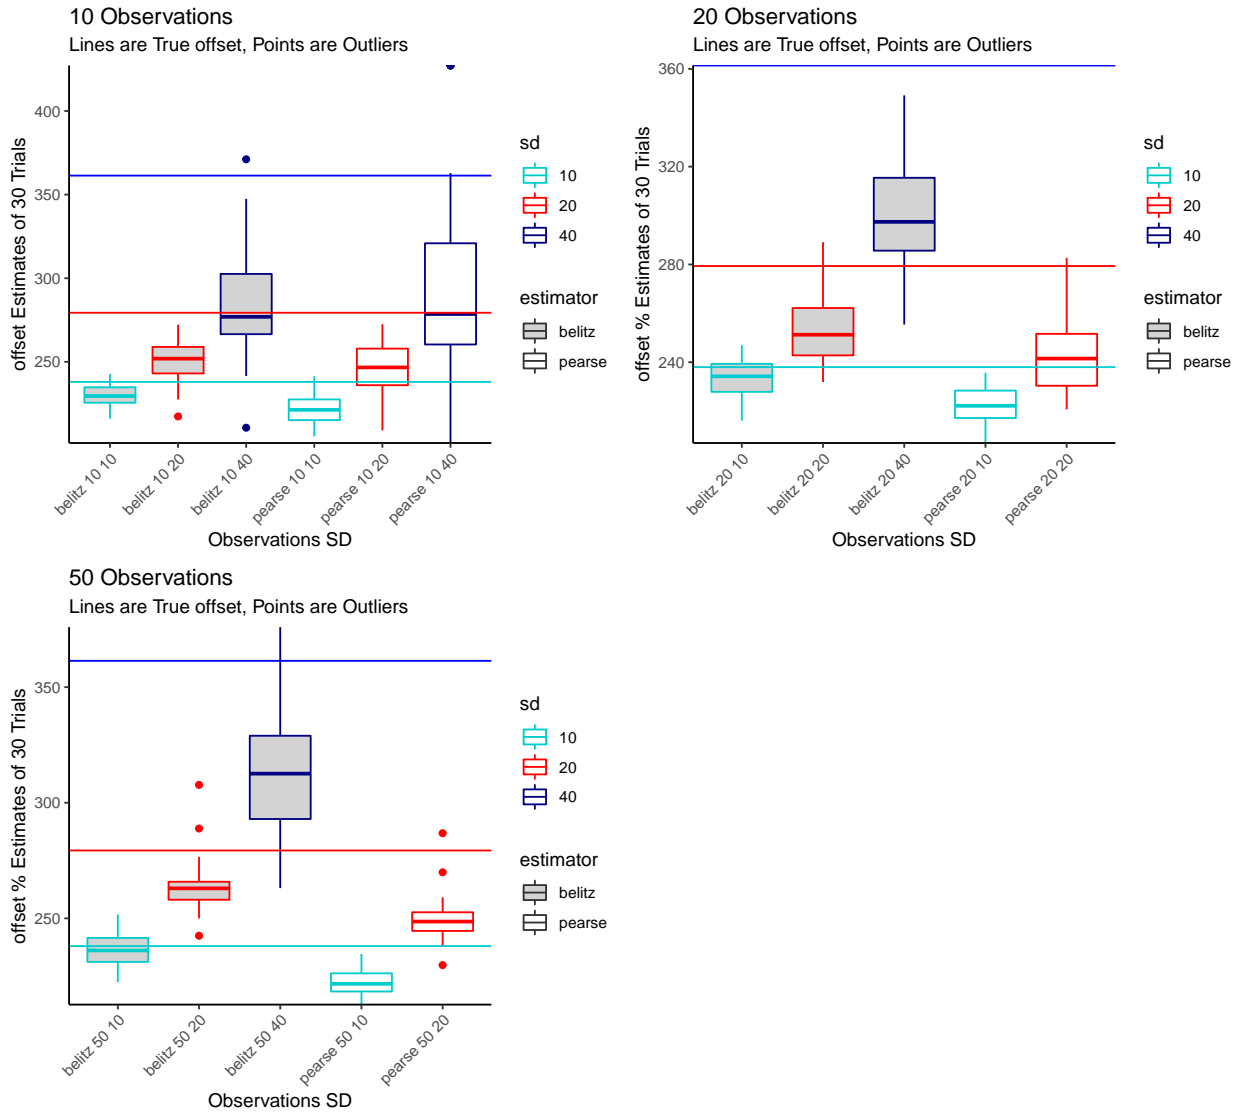 10 Observations
Lines are True offset, Points are Outliers
offset Estimates of 30 Trials
400
350
300
250
belitz 10 10
belitz 10 20
belitz 10 40
pearse 10 10
pearse 10 20
pearse 10 40
Observations SD
sd
10
20
40
estimator
belitz
pearse
20 Observations
Lines are True offset, Points are Outliers
offset % Estimates of 30 Trials
360
320
280
240
belitz 20 10
belitz 20 20
belitz 20 40
pearse 20 10
pearse 20 20
Observations SD
sd
10
20
40
estimator
belitz
pearse
50 Observations
Lines are True offset, Points are Outliers
offset % Estimates of 30 Trials
350
300
250
belitz 50 10
belitz 50 20
belitz 50 40
pearse 50 10
pearse 50 20
Observations SD
sd
10
20
40
estimator
belitz
pearse